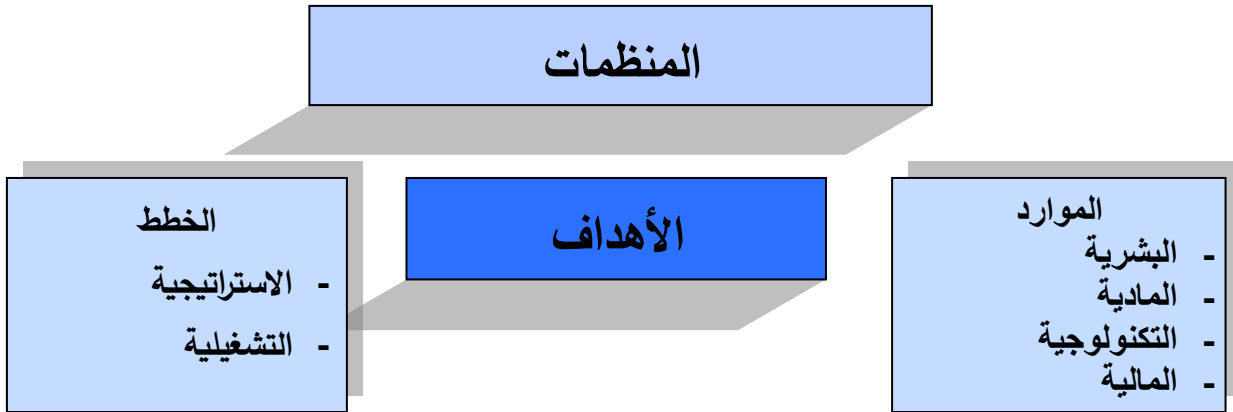 المنظمات
الموارد
- البشرية
- المادية
- التكنولوجية
- المالية
الأهداف
الخطط
- الاستراتيجية
- التشغيلية